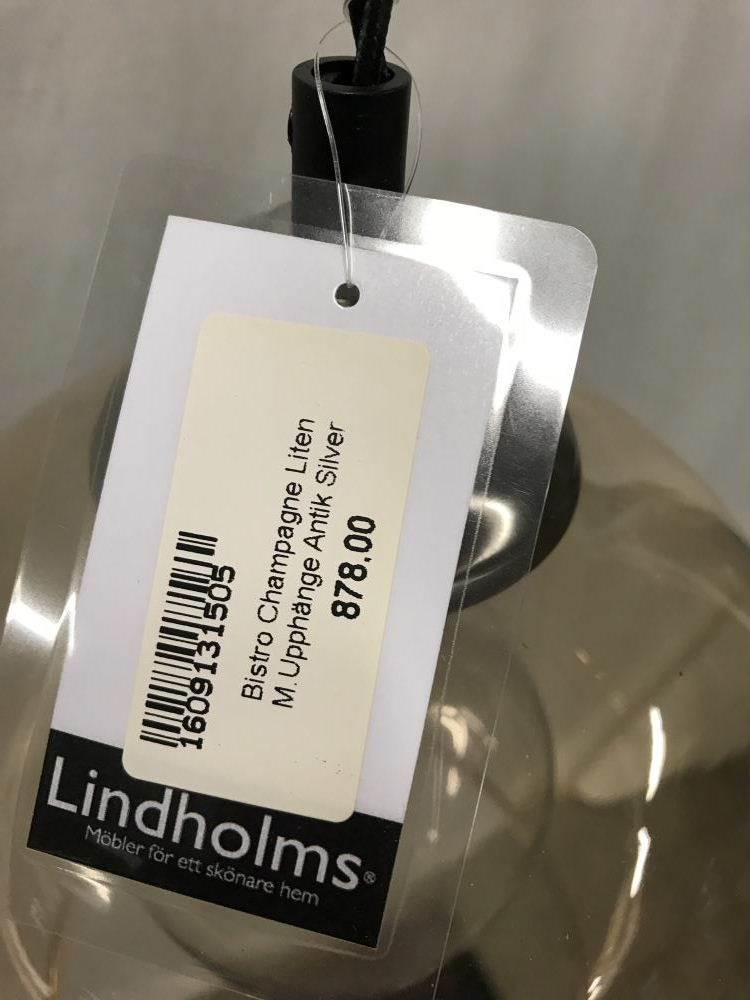 1609131505
Bistro Champagne Liten
M.Upphänge Antik Silver
878.00
Lindholms®
Möbler för ett skönare hem